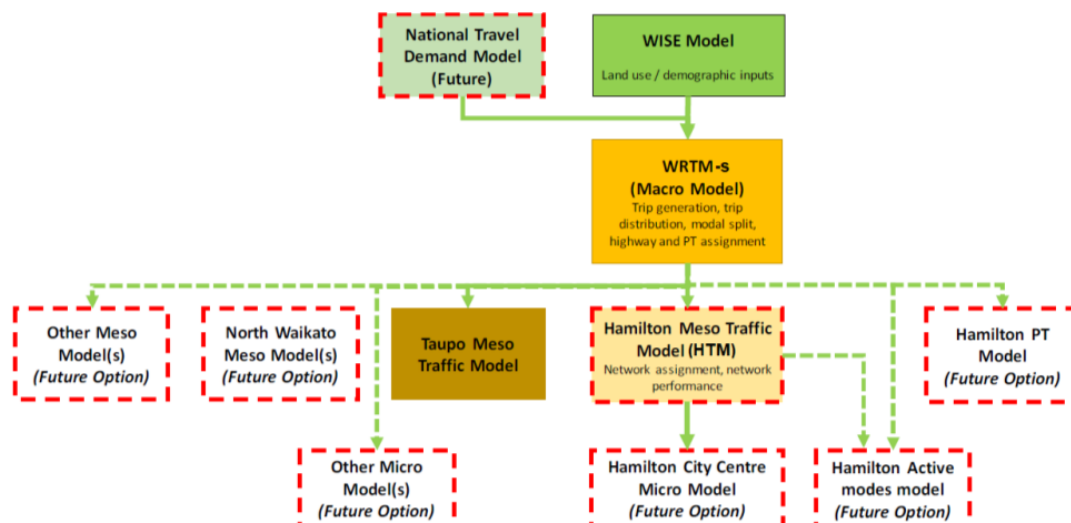 National Travel
Demand Model
(Future)
WISE Model
Land use / demographic inputs
WRTM-s
(Macro Model)
Trip generation, trip
distribution, modal split,
highway and PT assignment
Other Meso
Model(s)
(Future Option)
North Waikato
Meso Model(s)
(Future Option)
Taupo Meso
Traffic Model
Hamilton Meso Traffic
Model (HTM)
Network assignment, network
performance
Hamilton PT
Model
(Future Option)
Other Micro
Model(s)
(Future Option)
Hamilton City Centre
Micro Model
(Future Option)
Hamilton Active
modes model
(Future Option)